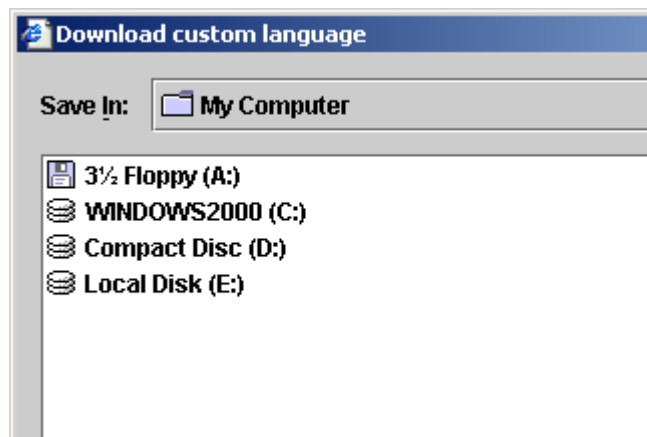 Download custom language
Save In: My Computer
3½ Floppy (A:)
WINDOWS2000 (C:)
Compact Disc (D:)
Local Disk (E:)